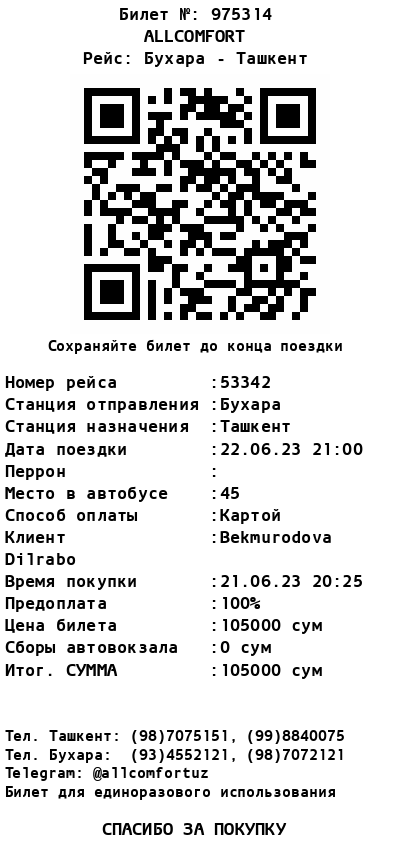 Билет №: 975314
ALLCOMFORT
Рейс: Бухара - Ташкент
Сохраняйте билет до конца поездки
Номер рейса :53342
Станция отправления :Бухара
Станция назначения :Ташкент
Дата поездки :22.06.23 21:00
Перрон :
Место в автобусе :45
Способ оплаты :Картой
Клиент :Bekmurodova
Dilrabo
Время покупки :21.06.23 20:25
Предоплата :100%
Цена билета :105000 сум
Сборы автовокзала :0 сум
Итог. СУММА :105000 сум
Тел. Ташкент: (98)7075151, (99)8840075
Тел. Бухара: (93)4552121, (98)7072121
Telegram: @allcomfortuz
Билет для единоразового использования
СПАСИБО ЗА ПОКУПКУ